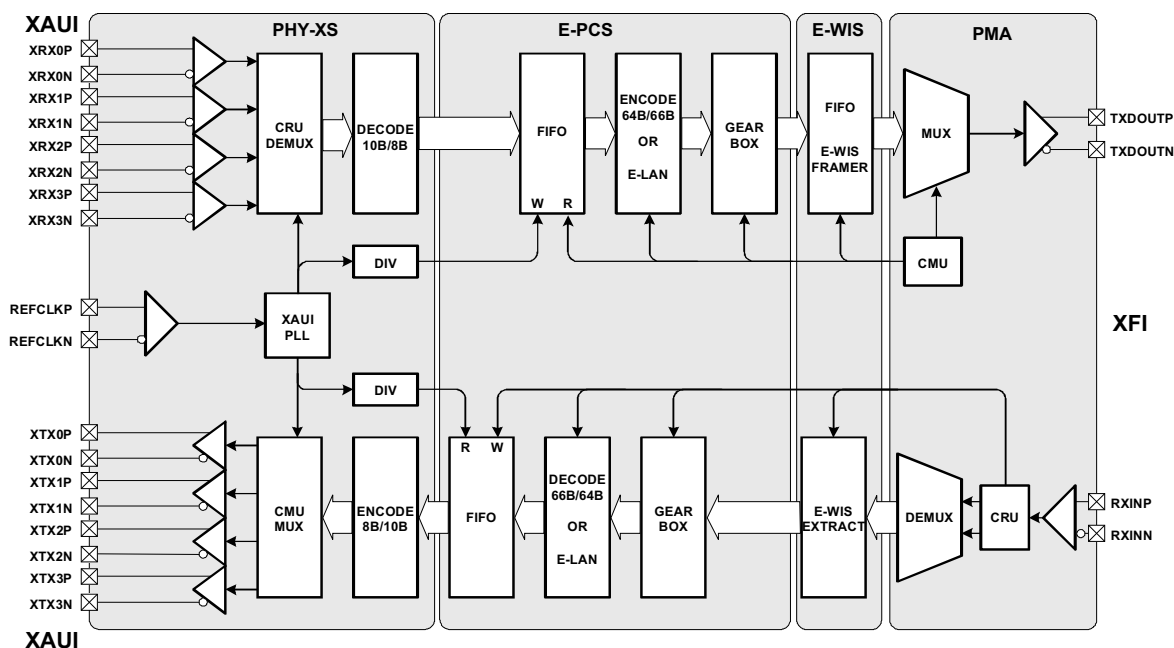 XAUI
PHY-XS
E-PCS
E-WIS
PMA
XRX0P
XRX0N
XRX1P
XRX1N
XRX2P
XRX2N
XRX3P
XRX3N
CRU
DEMUX
DECODE
10B/8B
FIFO
W R
ENCODE
64B/66B
OR
E-LAN
GEAR
BOX
FIFO
E-WIS
FRAMER
MUX
TXDOUTP
TXDOUTN
DIV
CMU
REFCLKP
REFCLKN
XAUI
PLL
XFI
DIV
XTX0P
XTX0N
XTX1P
XTX1N
XTX2P
XTX2N
XTX3P
XTX3N
CMU
MUX
ENCODE
8B/10B
R W
FIFO
DECODE
66B/64B
OR
E-LAN
GEAR
BOX
E-WIS
EXTRACT
DEMUX
CRU
RXINP
RXINN
XAUI